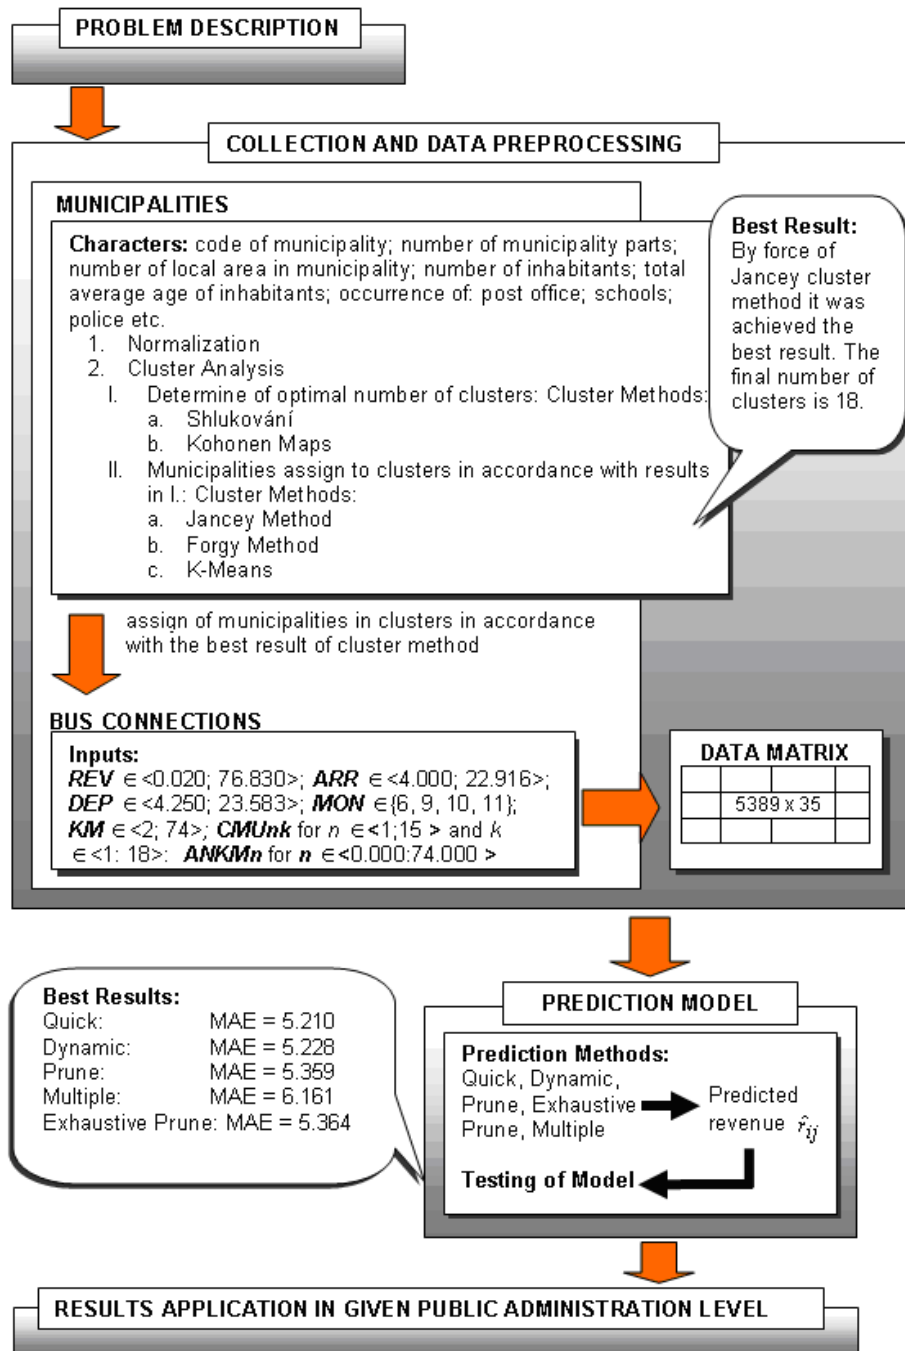 PROBLEM DESCRIPTION
COLLECTION AND DATA PREPROCESSING
MUNICIPALITIES
Characters: code of municipality; number of municipality parts;
number of local area in municipality; number of inhabitants; total
average age of inhabitants; occurrence of: post office; schools;
police etc.
1. Normalization
2. Cluster Analysis
I. Determine of optimal number of clusters: Cluster Methods:
a. Shlukování
b. Kohonen Maps
II. Municipalities assign to clusters in accordance with results
in I.: Cluster Methods:
a. Jancey Method
b. Forgy Method
c. K-Means
Best Result:
By force of
Jancey cluster
method it was
achieved the
best result. The
final number of
clusters is 18.
assign of municipalities in clusters in accordance
with the best result of cluster method
BUS CONNECTIONS
Inputs:
REV ∈<0.020; 76.830>; ARR ∈<4.000; 22.916>;
DEP ∈<4.250; 23.583>; MON ∈{6, 9, 10, 11};
KM ∈<2; 74>; CMUnk for n ∈<1;15 > and k
∈<1: 18>: ANKMn for n ∈<0.000:74.000 >
DATA MATRIX
5389 x 35
Best Results:
Quick: MAE = 5.210
Dynamic: MAE = 5.228
Prune: MAE = 5.359
Multiple: MAE = 6.161
Exhaustive Prune: MAE = 5.364
PREDICTION MODEL
Prediction Methods:
Quick, Dynamic,
Prune, Exhaustive
Prune, Multiple
Predicted
revenue r̂ij
Testing of Model
RESULTS APPLICATION IN GIVEN PUBLIC ADMINISTRATION LEVEL